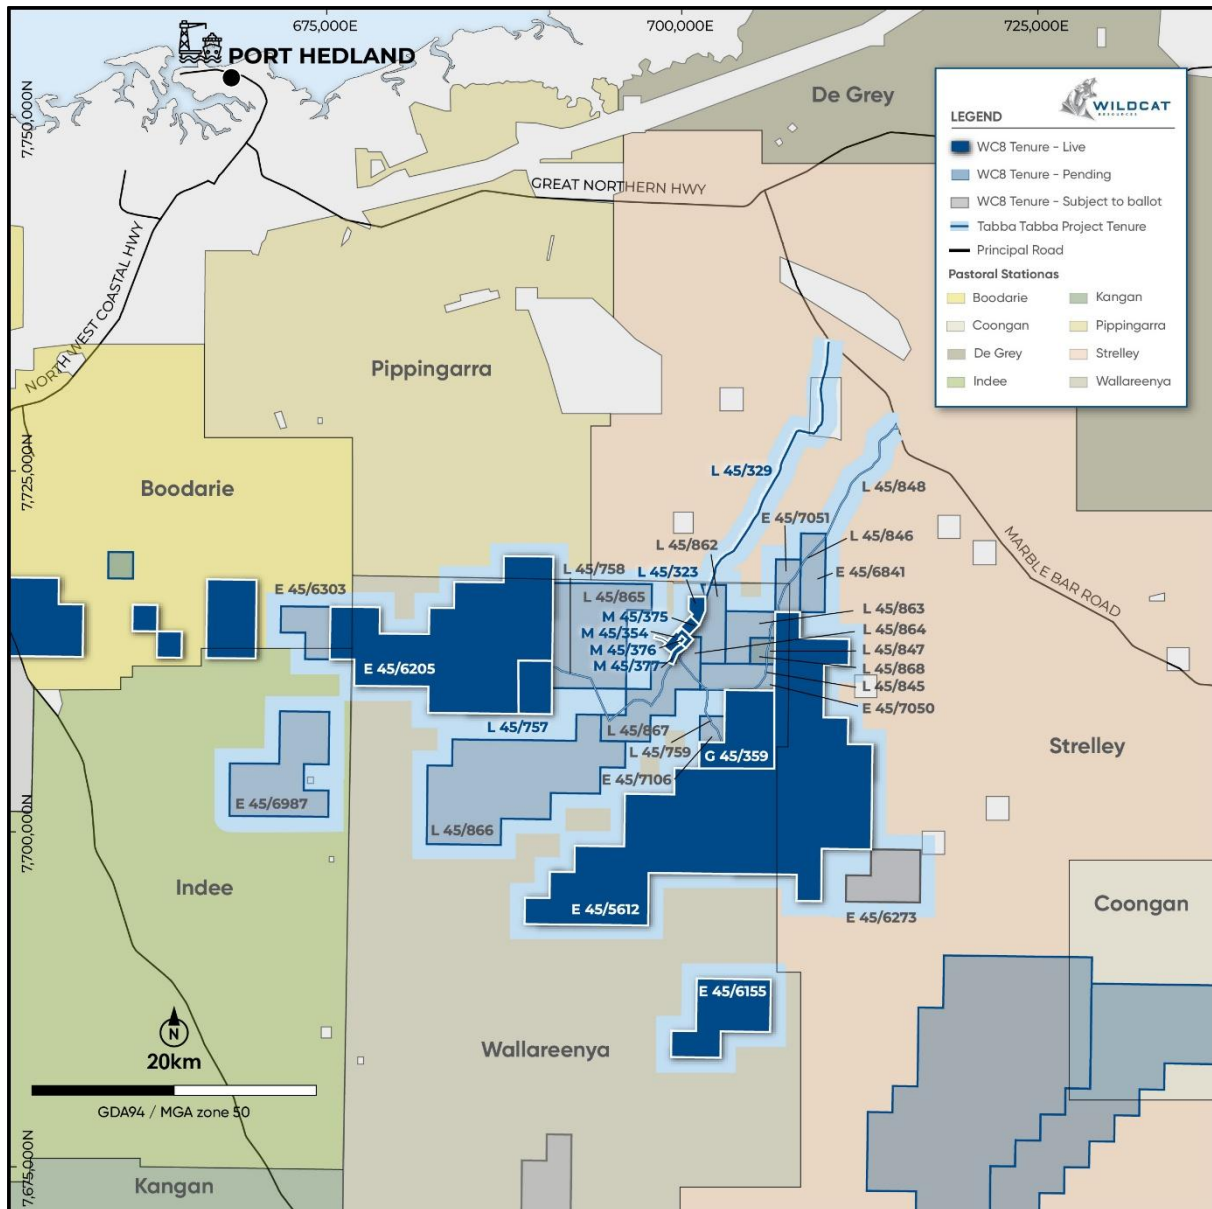 675,000E
700,000E
725,000E
7,750,000N
7,725,000N
7,700,000N
7,675,000N
PORT HEDLAND
De Grey
GREAT NORTHERN HWY
NORTH WEST COASTAL HWY
WILDCAT
RESOURCES
LEGEND
WC8 Tenure - Live
WC8 Tenure - Pending
WC8 Tenure - Subject to ballot
Tabba Tabba Project Tenure
Principal Road
Pastoral Stationas
Boodarie
Kangan
Coongan
Pippingarra
De Grey
Strelley
Indee
Wallareenya
Pippingarra
Boodarie
L 45/329
L 45/848
E 45/7051
L 45/846
L 45/862
E 45/6841
L 45/758
L 45/323
E 45/6303
L 45/865
L 45/863
M 45/375
L 45/864
M 45/354
L 45/847
M 45/376
L 45/868
M 45/377
L 45/845
E 45/6205
E 45/7050
MARBLE BAR ROAD
L 45/757
L 45/867
L 45/759
G 45/359
E 45/7106
Strelley
E 45/6987
L 45/866
Indee
E 45/5612
E 45/6273
Coongan
E 45/6155
Wallareenya
N
20km
GDA94 / MGA zone 50
Kangan